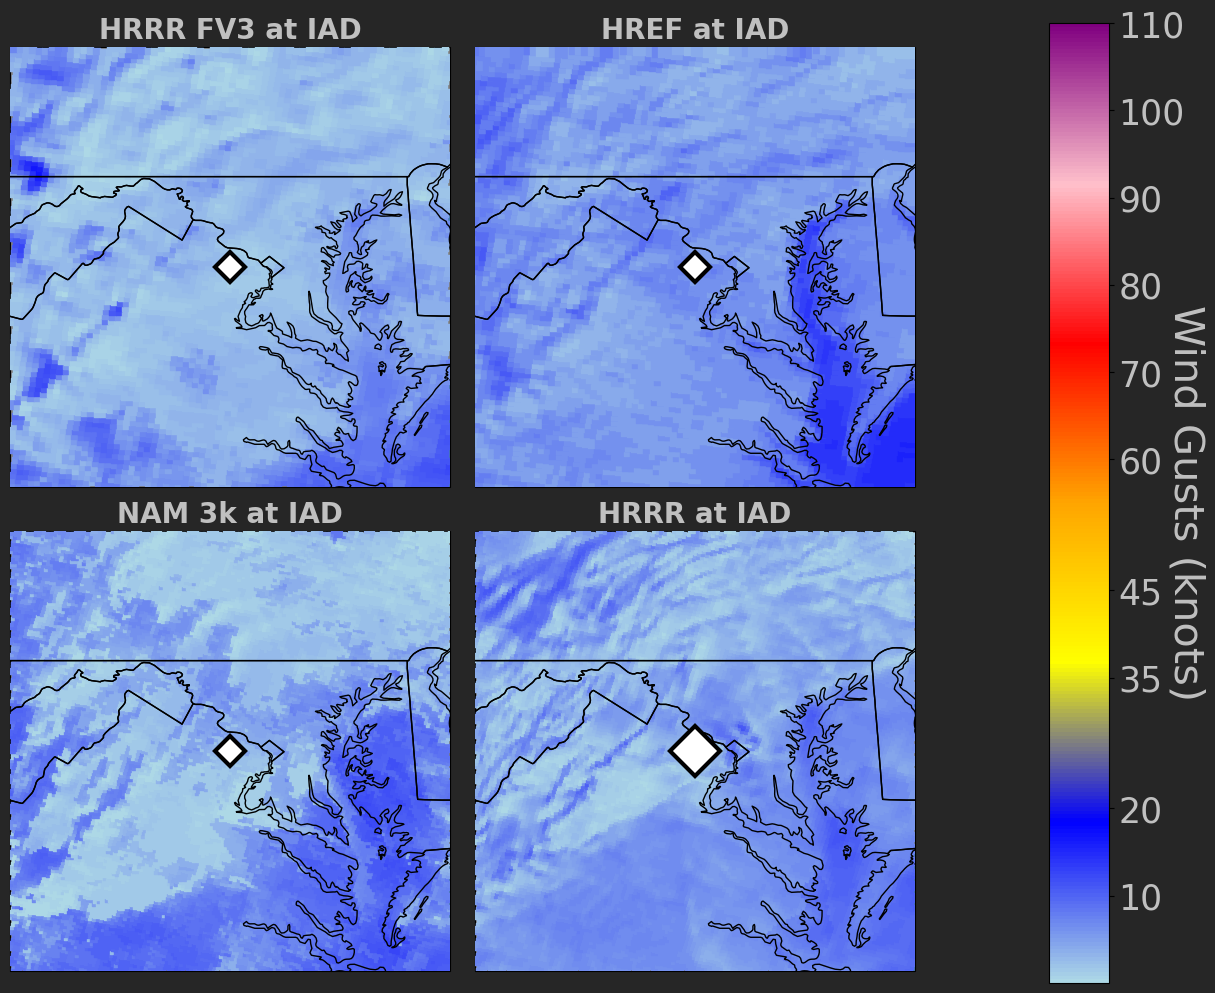 HRRR FV3 at IAD
HREF at IAD
NAM 3k at IAD
HRRR at IAD
110
100
90
80
70
60
45
35
20
10
Wind Gusts (knots)